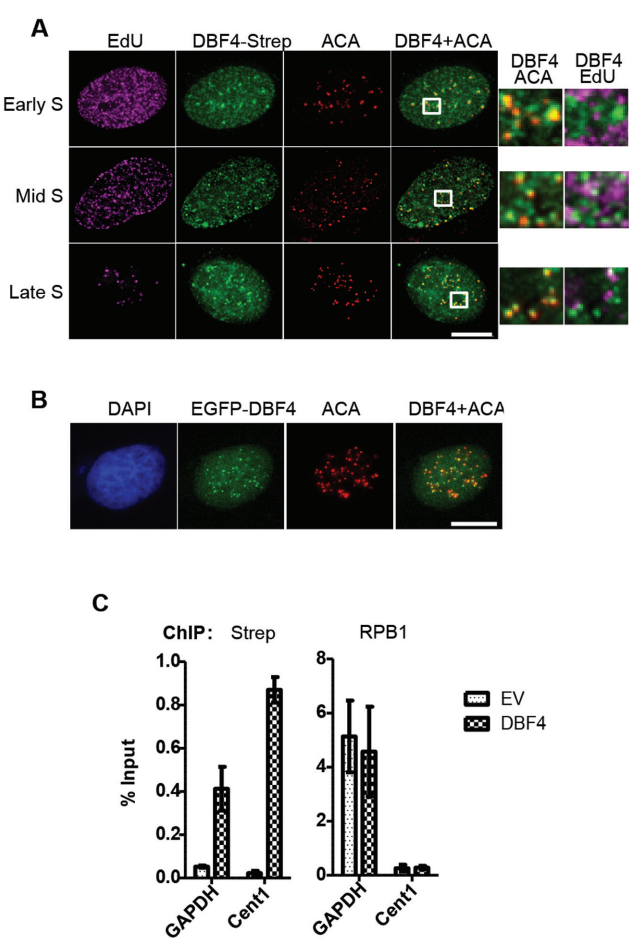 A
EdU DBF4-Strep ACA DBF4+ACA
DBF4 DBF4
ACA EdU
Early S
Mid S
Late S
B
DAPI EGFP-DBF4 ACA DBF4+ACA
C
ChIP: Strep RPB1
1.0
0.8
0.6
0.4
0.2
0.0
% Input
GAPDH Cent1
8
6
4
2
0
GAPDH Cent1
EV
DBF4